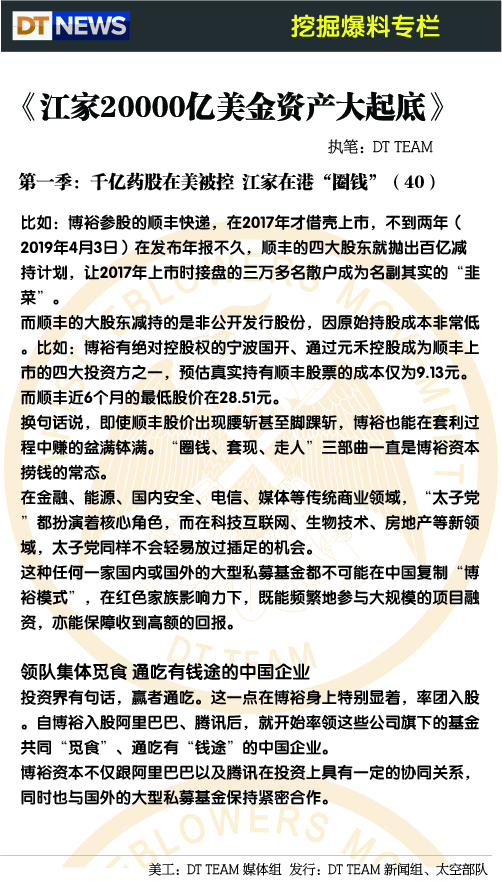 DT NEWS
挖掘爆料专栏
《江家20000亿美金资产大起底》
执笔：DT TEAM
第一季：千亿药股在美被控 江家在港“圈钱”（40）
比如：博裕参股的顺丰快递，在2017年才借壳上市，不到两年（
2019年4月3日）在发布年报不久，顺丰的四大股东就抛出百亿减
持计划，让2017年上市时接盘的三万多名散户成为名副其实的“韭
菜”。
而顺丰的大股东减持的是非公开发行股份，因原始持股成本非常低
。比如：博裕有绝对控股权的宁波国开、通过元禾控股成为顺丰上
市的四大投资方之一，预估真实持有顺丰股票的成本仅为9.13元。
而顺丰近6个月的最低股价在28.51元。
换句话说，即使顺丰股价出现腰斩甚至脚踝斩，博裕也能在套利过
程中赚的盆满钵满。“圈钱、套现、走人”三部曲一直是博裕资本
捞钱的常态。
在金融、能源、国内安全、电信、媒体等传统商业领域，“太子党
”都扮演着核心角色，而在科技互联网、生物技术、房地产等新领
域，太子党同样不会轻易放过插足的机会。
这种任何一家国内或国外的大型私募基金都不可能在中国复制“博
裕模式”，在红色家族影响力下，既能频繁地参与大规模的项目融
资，亦能保障收到高额的回报。
领队集体觅食 通吃有钱途的中国企业
投资界有句话，赢者通吃。这一点在博裕身上特别显着，率团入股
。自博裕入股阿里巴巴、腾讯后，就开始率领这些公司旗下的基金
共同“觅食”、通吃有“钱途”的中国企业。
博裕资本不仅跟阿里巴巴以及腾讯在投资上具有一定的协同关系，
同时也与国外的大型私募基金保持紧密合作。
DT TEAM
美工：DT TEAM 媒体组 发行：DT TEAM 新闻组、太空部队